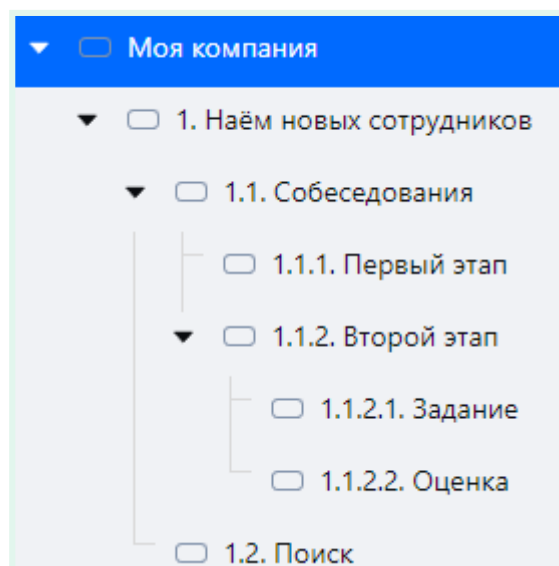 Моя компания
1. Наём новых сотрудников
1.1. Собеседования
1.1.1. Первый этап
1.1.2. Второй этап
1.1.2.1. Задание
1.1.2.2. Оценка
1.2. Поиск